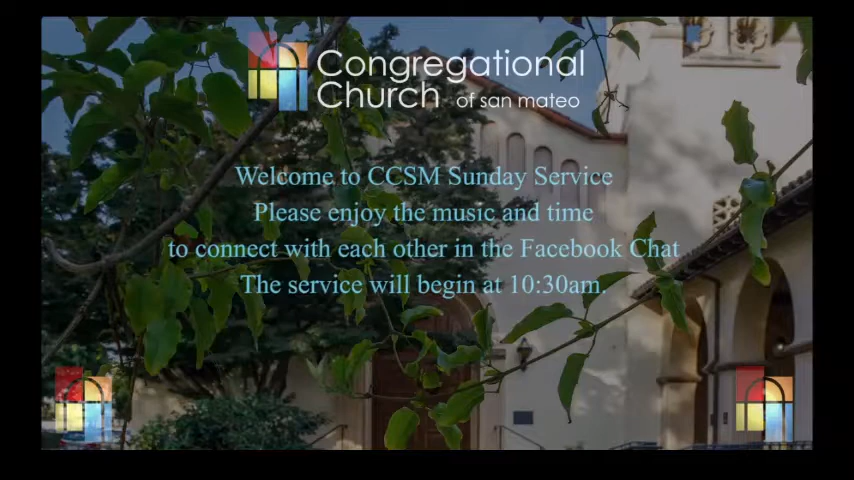 Congregational
Church of san mateo
Welcome to CCSM Sunday Service
Please enjoy the music and time
to connect with each other in the Facebook Chat
The service will begin at 10:30am.